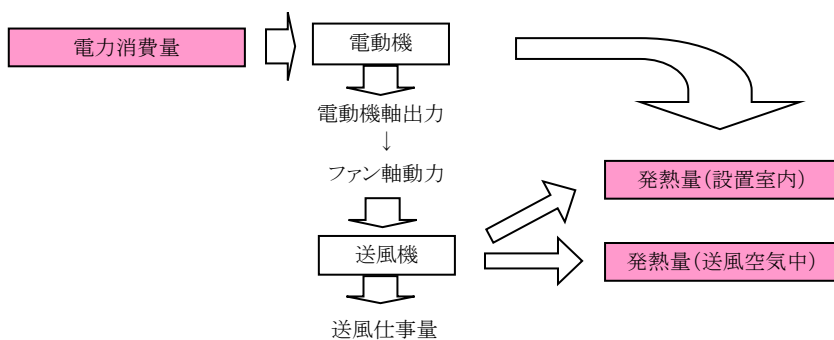 電力消費量
電動機
電動機軸出力
↓
ファン軸動力
発熱量(設置室内)
送風機
発熱量(送風空気中)
送風仕事量